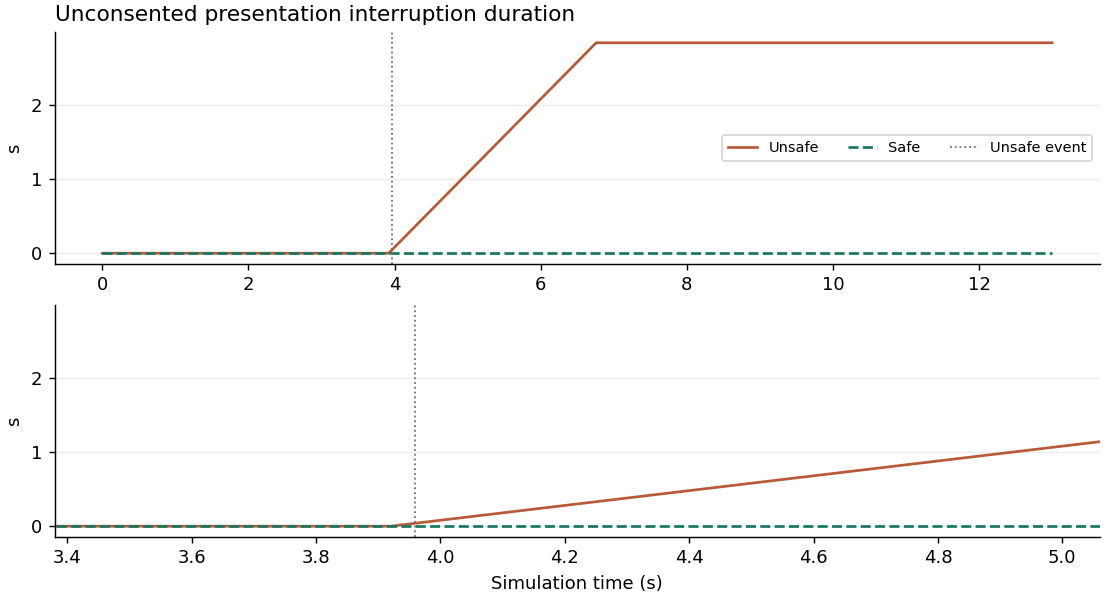 Unconsented presentation interruption duration
2
1
0
s
Unsafe
Safe
Unsafe event
0 2 4 6 8 10 12
2
1
0
s
3.4 3.6 3.8 4.0 4.2 4.4 4.6 4.8 5.0
Simulation time (s)